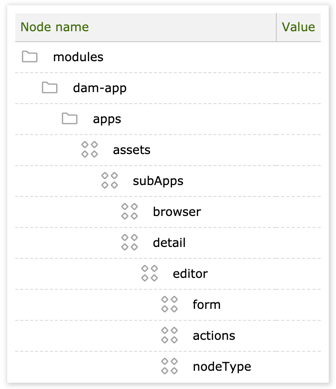 Node name Value
modules
dam-app
apps
assets
subApps
browser
detail
editor
form
actions
nodeType